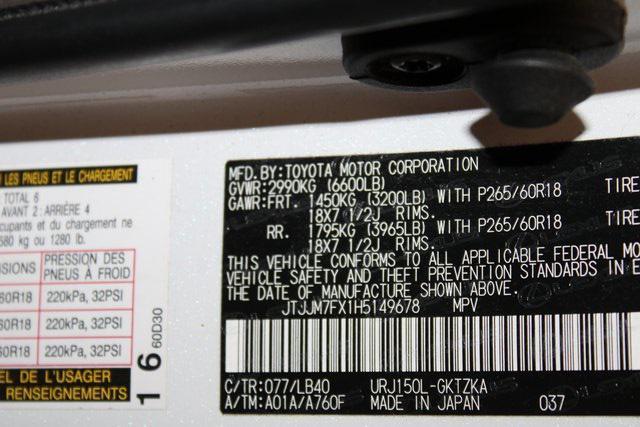 LES PNEUS ET LE CHARGEMENT
TOTAL 6
AVANT 2: ARRIÈRE 4
cupants et du chargement ne
580 kg ou 1280 lb.
PRESSION DES
PNEUS À FROID
60R18 220kPa, 32PSI
60R18 220kPa, 32PSI
60R18 220kPa, 32PSI
EL DE L'USAGER
RENSEIGNEMENTS
1 6
60D30
MFD.BY:TOYOTA MOTOR CORPORATION
GVWR:2990KG (6600LB)
GAWR:FRT. 1450KG (3200LB) WITH P265/60R18 TIRE
18X7 1/2J RIMS.
RR. 1795KG (3965LB) WITH P265/60R18 TIRE
18X7 1/2J RIMS.
THIS VEHICLE CONFORMS TO ALL APPLICABLE FEDERAL MO
VEHICLE SAFETY AND THEFT PREVENTION STANDARDS IN E
THE DATE OF MANUFACTURE SHOWN ABOVE.
JTJJM7FX1H5149678 MPV
C/TR:077/LB40 URJ150L-GKTZKA
A/TM:A01A/A760F MADE IN JAPAN 037